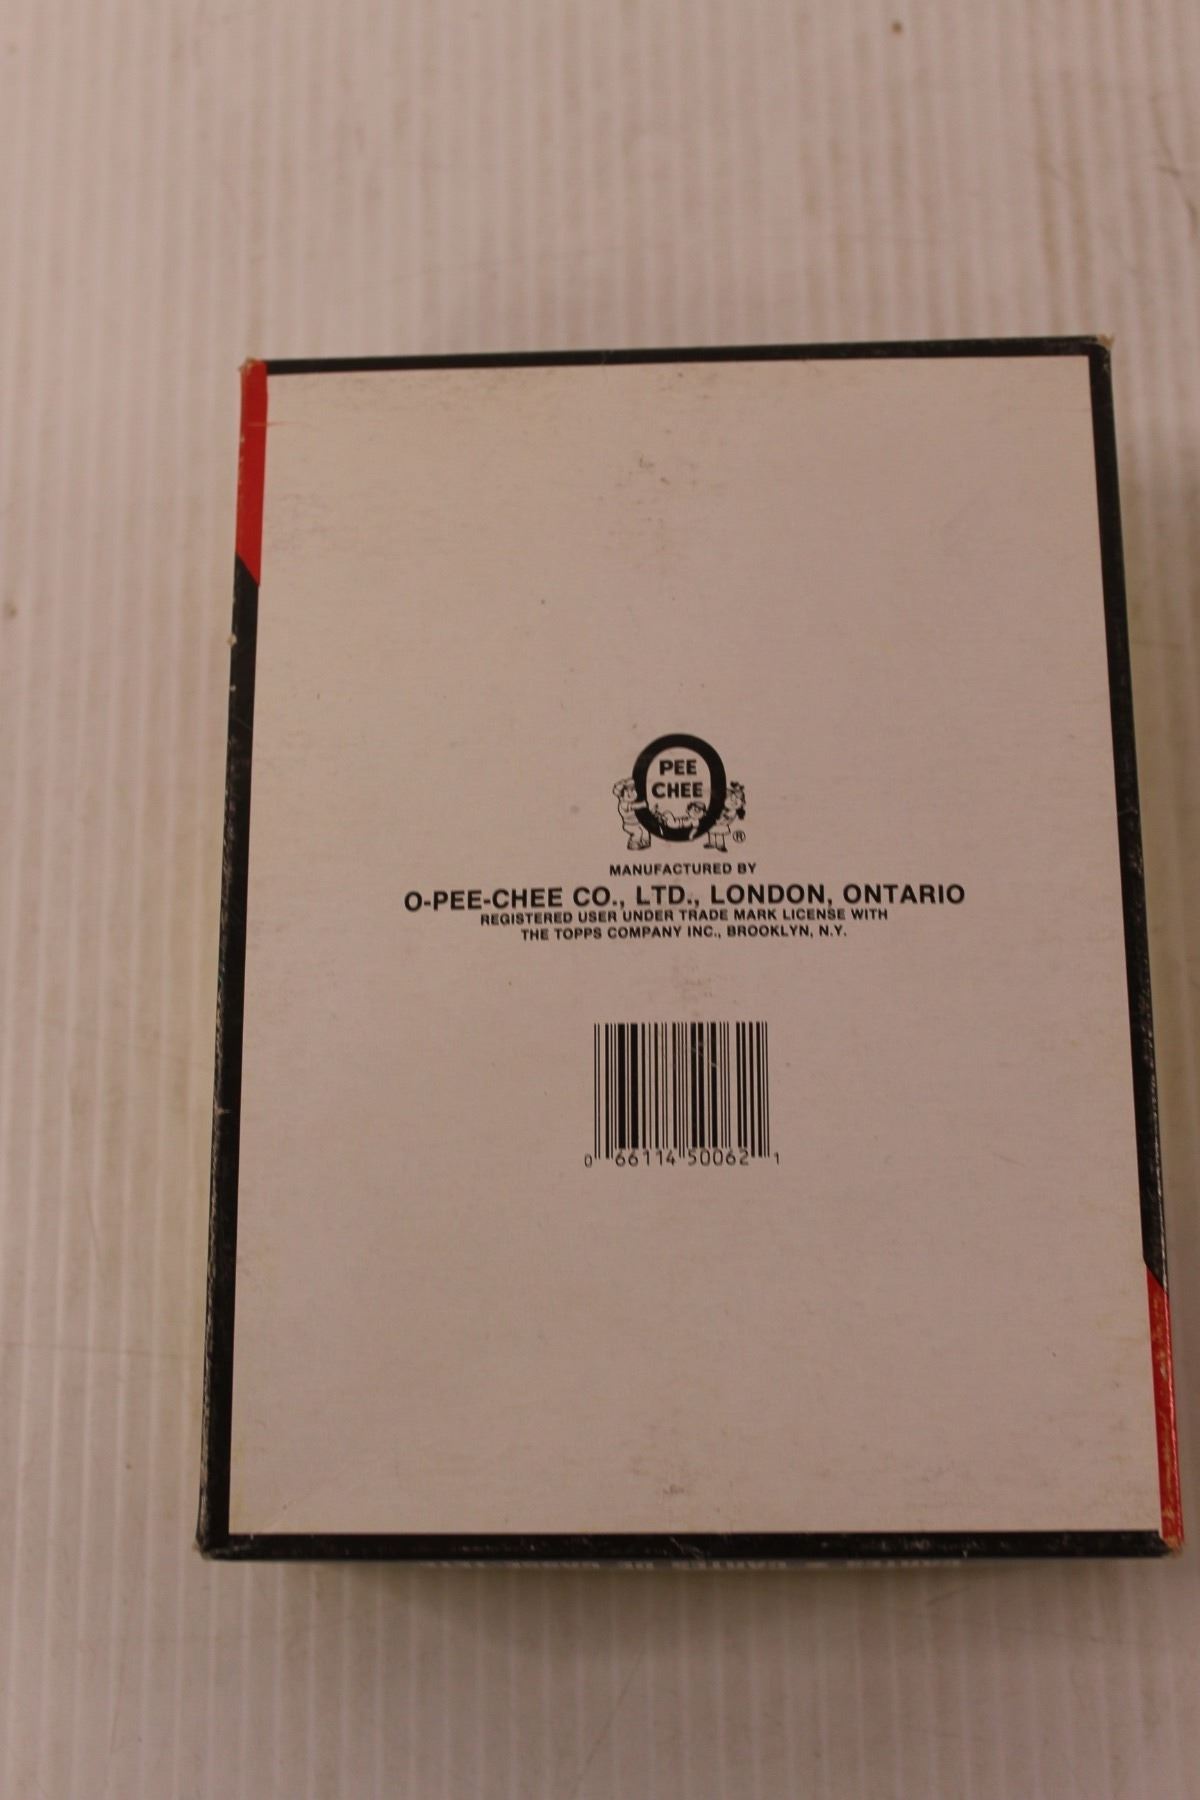 PEE
CHEE
®
MANUFACTURED BY
O-PEE-CHEE CO., LTD., LONDON, ONTARIO
REGISTERED USER UNDER TRADE MARK LICENSE WITH
THE TOPPS COMPANY INC., BROOKLYN, N.Y.
0 66114 50062 1